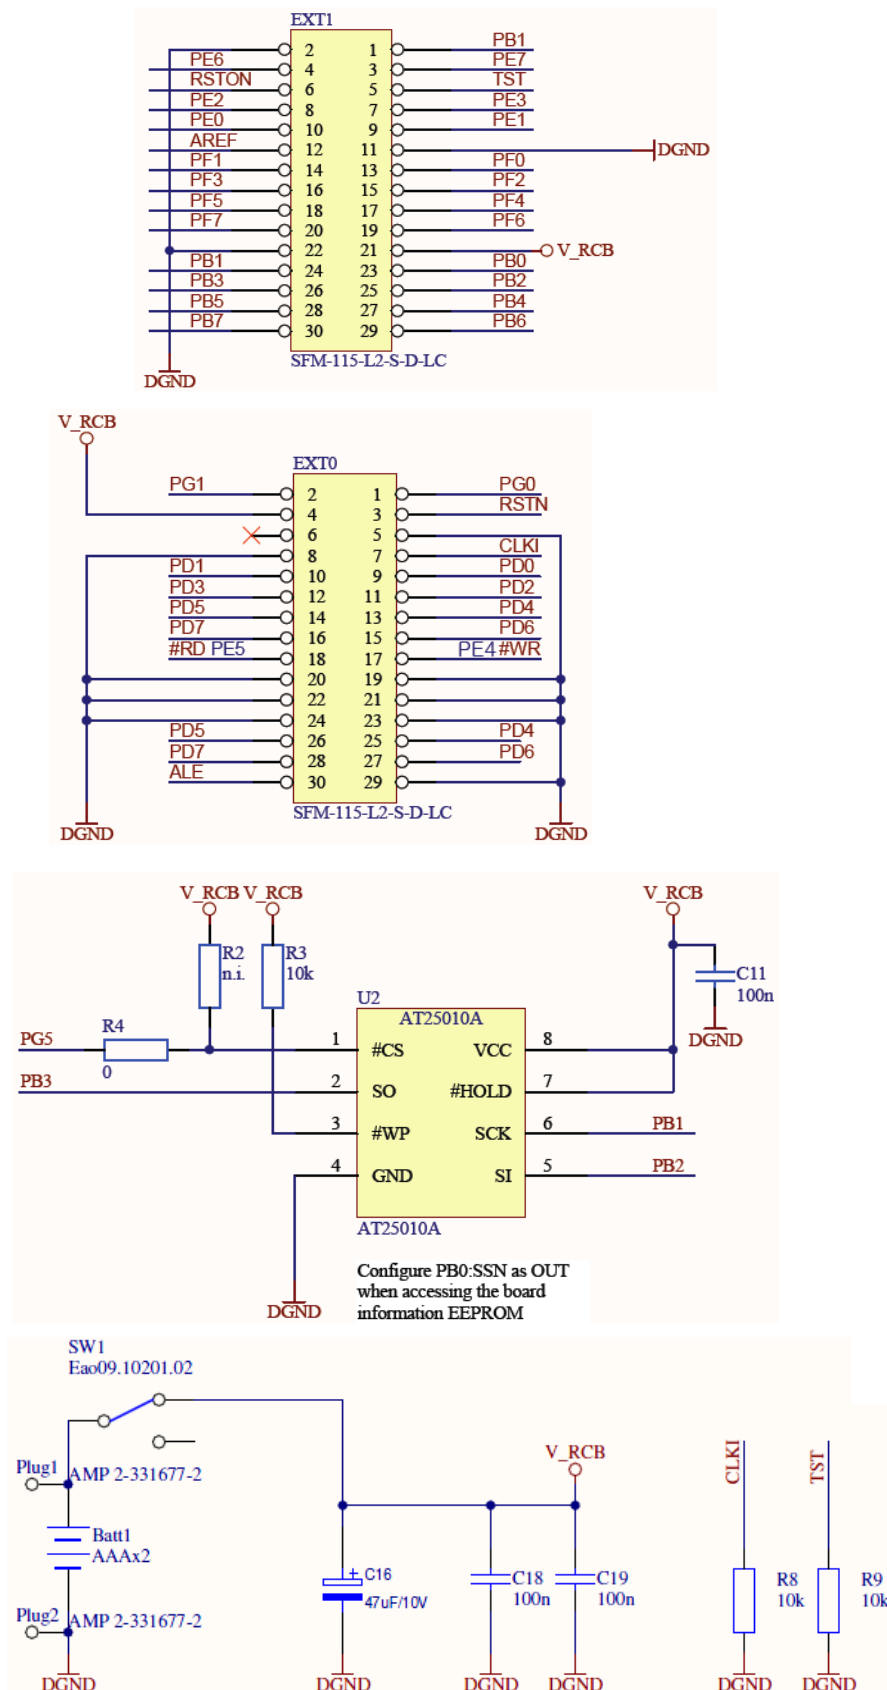 EXT1
2 1 PB1
PE6 4 3 PE7
RSTON 6 5 TST
PE2 8 7 PE3
PE0 10 9 PE1
AREF 12 11 DGND
PF1 14 13 PF0
PF3 16 15 PF2
PF5 18 17 PF4
PF7 20 19 PF6
22 21 V_RCB
PB1 24 23 PB0
PB3 26 25 PB2
PB5 28 27 PB4
PB7 30 29 PB6
SFM-115-L2-S-D-LC
DGND
V_RCB
EXT0
PG1 2 1 PG0
4 3 RSTN
6 5
8 7 CLKI
PD1 10 9 PD0
PD3 12 11 PD2
PD5 14 13 PD4
PD7 16 15 PD6
#RD PE5 18 17 PE4 #WR
20 19
22 21
24 23
PD5 26 25 PD4
PD7 28 27 PD6
ALE 30 29
SFM-115-L2-S-D-LC
DGND DGND
V_RCB V_RCB V_RCB
R2 R3
n.i. 10k
C11
100n
U2
AT25010A
DGND
R4
PG5 1 #CS VCC 8
0
PB3 2 SO #HOLD 7
3 #WP SCK 6 PB1
4 GND SI 5 PB2
AT25010A
Configure PB0:SSN as OUT
when accessing the board
information EEPROM
DGND
SW1
Eao09.10201.02
V_RCB
Plug1 AMP 2-331677-2
CLKI TST
Batt1
AAAx2
+ C16
47uF/10V
C18
100n
C19
100n
R8
10k
R9
10k
Plug2 AMP 2-331677-2
DGND DGND DGND DGND DGND DGND